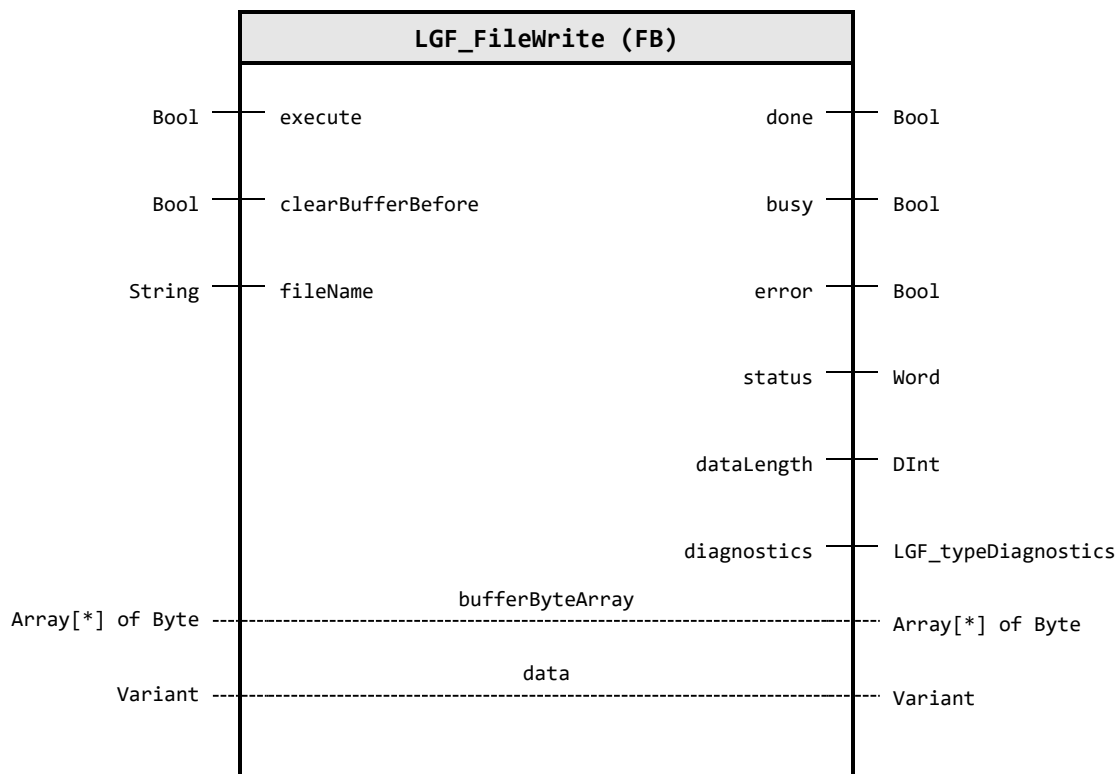 LGF_FileWrite (FB)
Bool execute done Bool
Bool clearBufferBefore busy Bool
String fileName error Bool
status Word
dataLength DInt
diagnostics LGF_typeDiagnostics
bufferByteArray
Array[*] of Byte Array[*] of Byte
data
Variant Variant